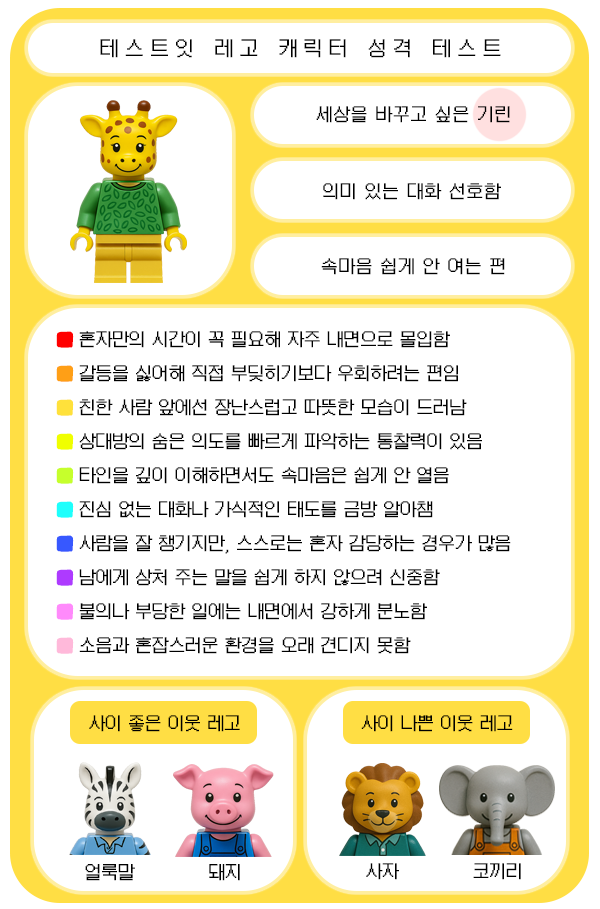 테스트잇 레고 캐릭터 성격 테스트
세상을 바꾸고 싶은 기린
의미 있는 대화 선호함
속마음 쉽게 안 여는 편
혼자만의 시간이 꼭 필요해 자주 내면으로 몰입함
갈등을 싫어해 직접 부딪히기보다 우회하려는 편임
친한 사람 앞에선 장난스럽고 따뜻한 모습이 드러남
상대방의 숨은 의도를 빠르게 파악하는 통찰력이 있음
타인을 깊이 이해하면서도 속마음은 쉽게 안 열음
진심 없는 대화나 가식적인 태도를 금방 알아챔
사람을 잘 챙기지만, 스스로는 혼자 감당하는 경우가 많음
남에게 상처 주는 말을 쉽게 하지 않으려 신중함
불의나 부당한 일에는 내면에서 강하게 분노함
소음과 혼잡스러운 환경을 오래 견디지 못함
사이 좋은 이웃 레고
얼룩말
돼지
사이 나쁜 이웃 레고
사자
코끼리